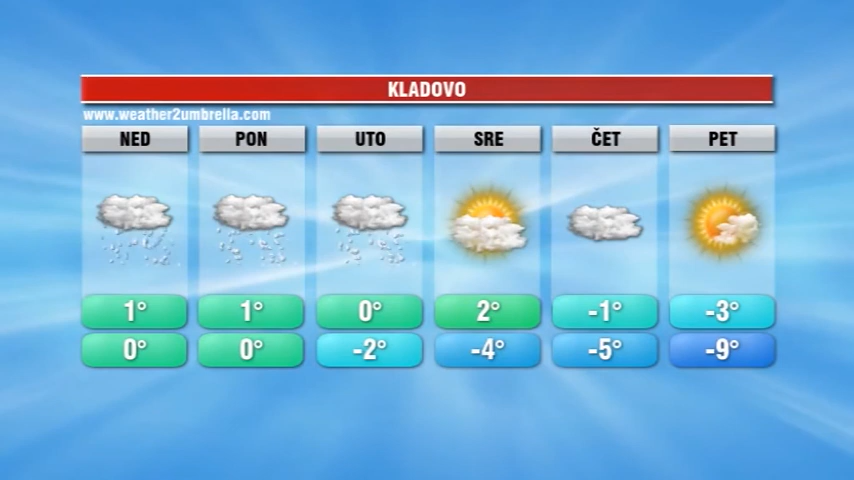 KLADOVO
www.weather2umbrella.com
NED PON UTO SRE ČET PET
1° 1° 0° 2° -1° -3°
0° 0° -2° -4° -5° -9°